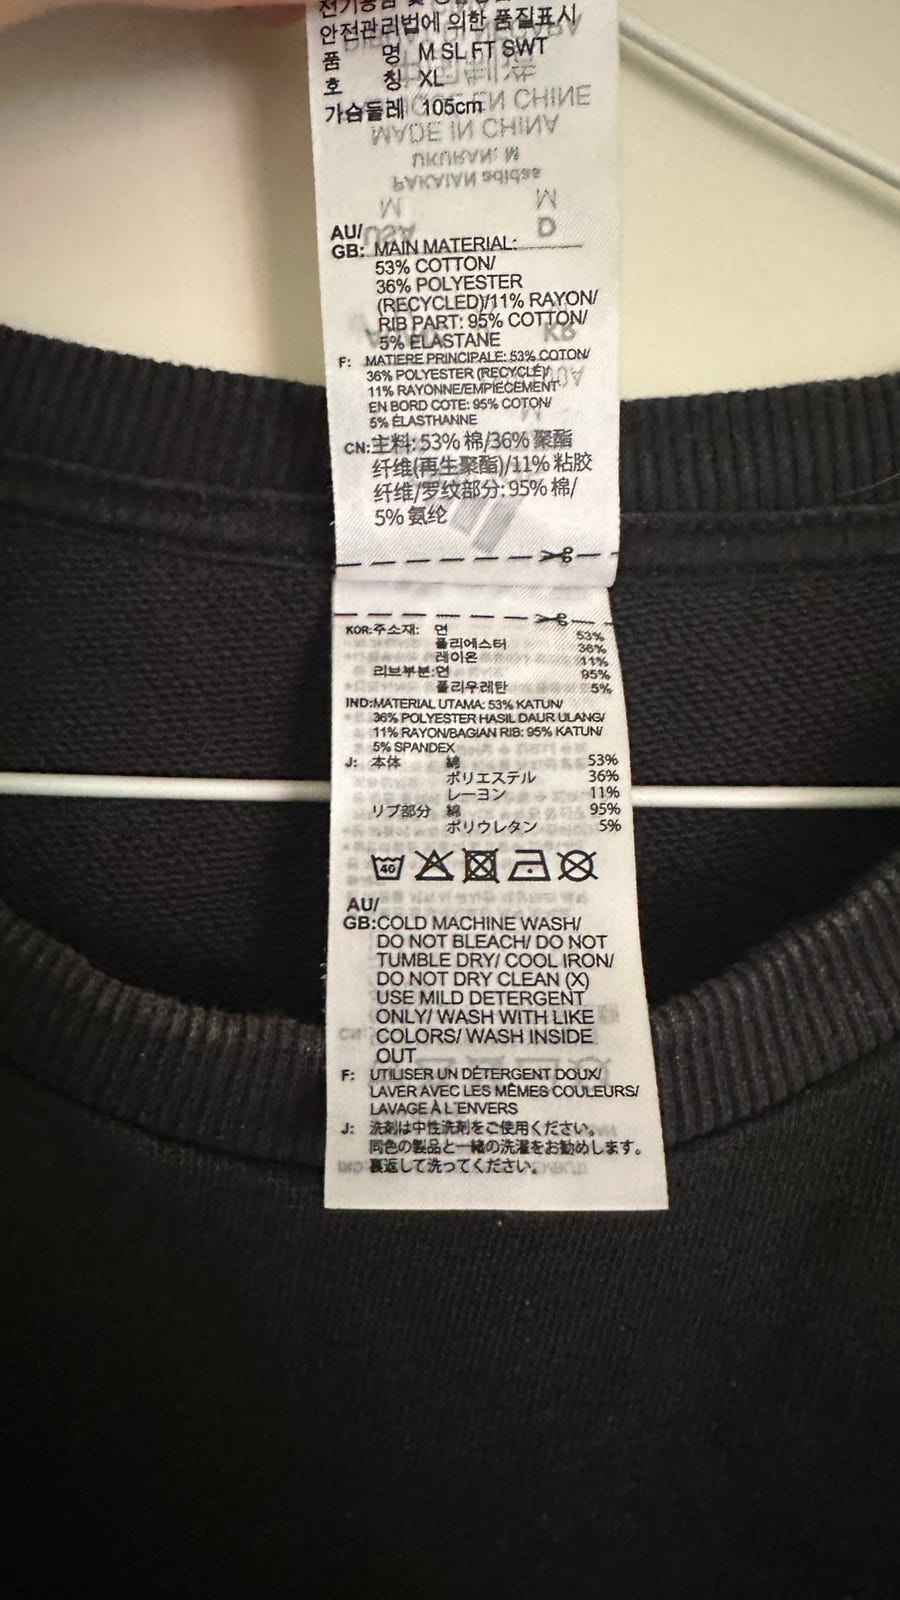 안전관리법에 의한 품질표시
품 명 M SL FT SWT
호 칭 XL
가슴둘레 105cm
MADE IN CHINA
UKURAN: M
PAKAIAN adidas
M M
USA D
AU/
GB: MAIN MATERIAL:
53% COTTON/
36% POLYESTER
(RECYCLED)/11% RAYON/
RIB PART: 95% COTTON/
5% ELASTANE
F: MATIERE PRINCIPALE: 53% COTON/
36% POLYESTER (RECYCLÉ)/
11% RAYONNE/EMPIECEMENT
EN BORD COTE: 95% COTON/
5% ÉLASTHANNE
CN:主料: 53% 棉/36% 聚酯
纤维(再生聚酯)/11% 粘胶
纤维/罗纹部分: 95% 棉/
5% 氨纶
KOR:주소재: 면 53%
폴리에스터 36%
레이온 11%
리브부분:면 95%
폴리우레탄 5%
IND:MATERIAL UTAMA: 53% KATUN/
36% POLYESTER HASIL DAUR ULANG/
11% RAYON/BAGIAN RIB: 95% KATUN/
5% SPANDEX
J: 本体 綿 53%
ポリエステル 36%
レーヨン 11%
リブ部分 綿 95%
ポリウレタン 5%
40
AU/
GB:COLD MACHINE WASH/
DO NOT BLEACH/ DO NOT
TUMBLE DRY/ COOL IRON/
DO NOT DRY CLEAN (X)
USE MILD DETERGENT
ONLY/ WASH WITH LIKE
COLORS/ WASH INSIDE
OUT
F: UTILISER UN DÉTERGENT DOUX/
LAVER AVEC LES MÊMES COULEURS/
LAVAGE À L'ENVERS
J: 洗剤は中性洗剤をご使用ください。
同色の製品と一緒の洗濯をお勧めします。
裏返して洗ってください。